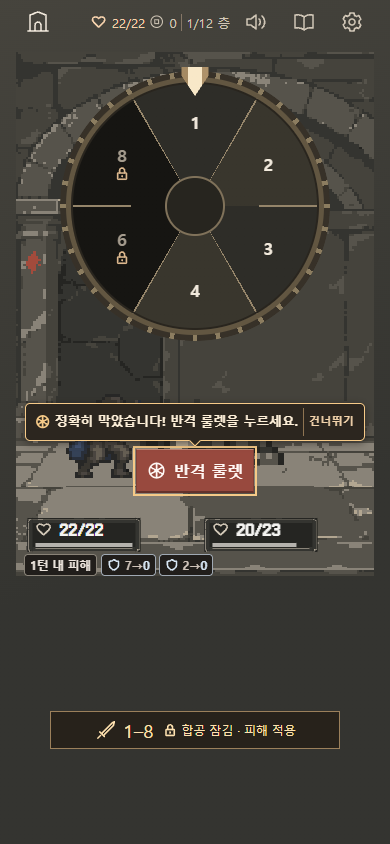 22/22 0 1/12 층
1
8 2
6 3
4
정확히 막았습니다! 반격 룰렛을 누르세요. 건너뛰기
반격 룰렛
22/22 20/23
1턴 내 피해 7→0 2→0
1–8 합공 잠김 · 피해 적용